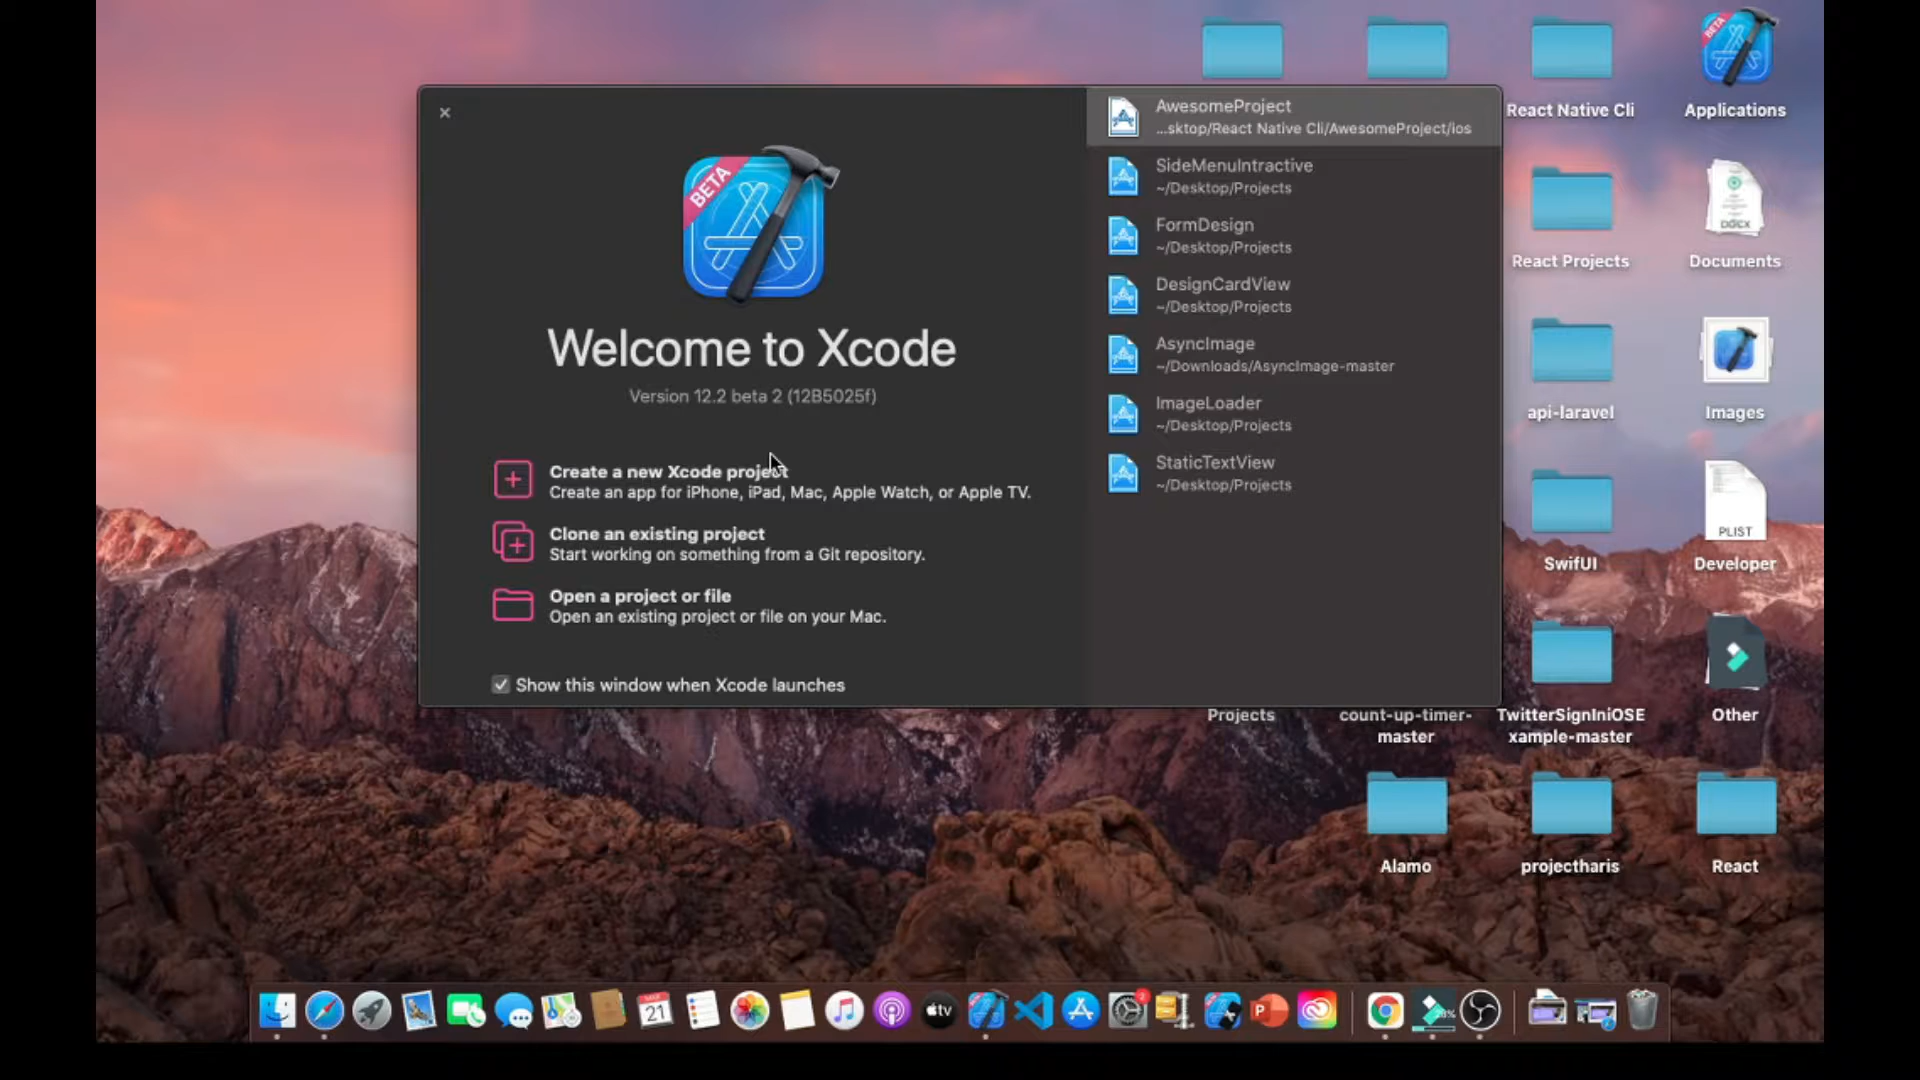 BETA
Welcome to Xcode
Version 12.2 beta 2 (12B5025f)
Create a new Xcode project
Create an app for iPhone, iPad, Mac, Apple Watch, or Apple TV.
Clone an existing project
Start working on something from a Git repository.
Open a project or file
Open an existing project or file on your Mac.
Show this window when Xcode launches
AwesomeProject
...sktop/React Native Cli/AwesomeProject/ios
SideMenuIntractive
~/Desktop/Projects
FormDesign
~/Desktop/Projects
DesignCardView
~/Desktop/Projects
AsyncImage
~/Downloads/AsyncImage-master
ImageLoader
~/Desktop/Projects
StaticTextView
~/Desktop/Projects
BETA
React Native Cli
Applications
DOCX
React Projects
Documents
api-laravel
Images
PLIST
SwifUI
Developer
Projects
count-up-timer-
master
TwitterSignIniOSE
xample-master
Other
Alamo
projectharis
React
21
tv
2
P